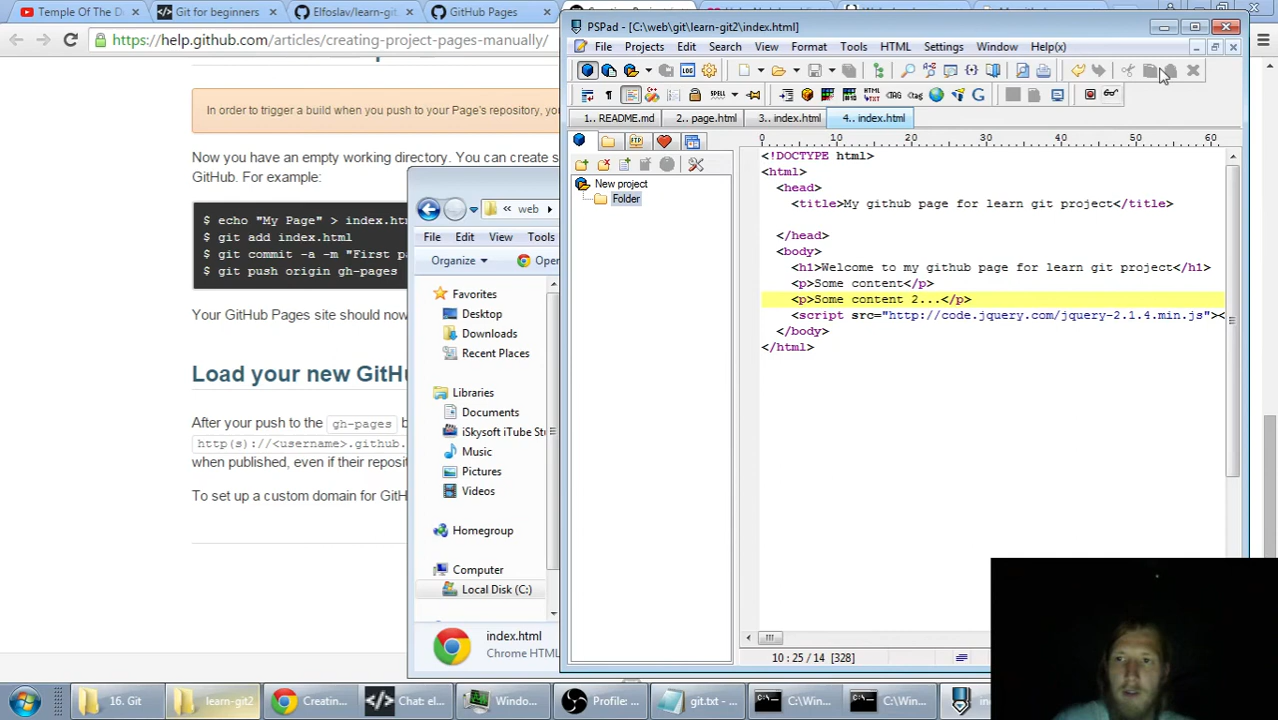 Temple Of The D
Git for beginners
Elfoslav/learn-git
GitHub Pages
https://help.github.com/articles/creating-project-pages-manually/
In order to trigger a build when you push to your Page's repository, you
Now you have an empty working directory. You can create s
GitHub. For example:
$ echo "My Page" > index.htm
$ git add index.html
$ git commit -a -m "First pa
$ git push origin gh-pages
Your GitHub Pages site should now
Load your new GitHu
After your push to the gh-pages b
http(s)://<username>.github.
when published, even if their reposit
To set up a custom domain for GitH
web
File Edit View Tools
Organize Open
Favorites
Desktop
Downloads
Recent Places
Libraries
Documents
iSkysoft iTube Stu
Music
Pictures
Videos
Homegroup
Computer
Local Disk (C:)
index.html
Chrome HTML
PSPad - [C:\web\git\learn-git2\index.html]
File Projects Edit Search View Format Tools HTML Settings Window Help(x)
1.. README.md 2.. page.html 3.. index.html 4.. index.html
New project
Folder
0 10 20 30 40 50 60
<!DOCTYPE html>
<html>
<head>
<title>My github page for learn git project</title>
</head>
<body>
<h1>Welcome to my github page for learn git project</h1>
<p>Some content</p>
<p>Some content 2...</p>
<script src="http://code.jquery.com/jquery-2.1.4.min.js"><
</body>
</html>
10 : 25 / 14 [328]
16. Git
learn-git2
Creatin...
Chat: el...
Windo...
Profile: ...
git.txt - ...
C:\Win...
C:\Win...